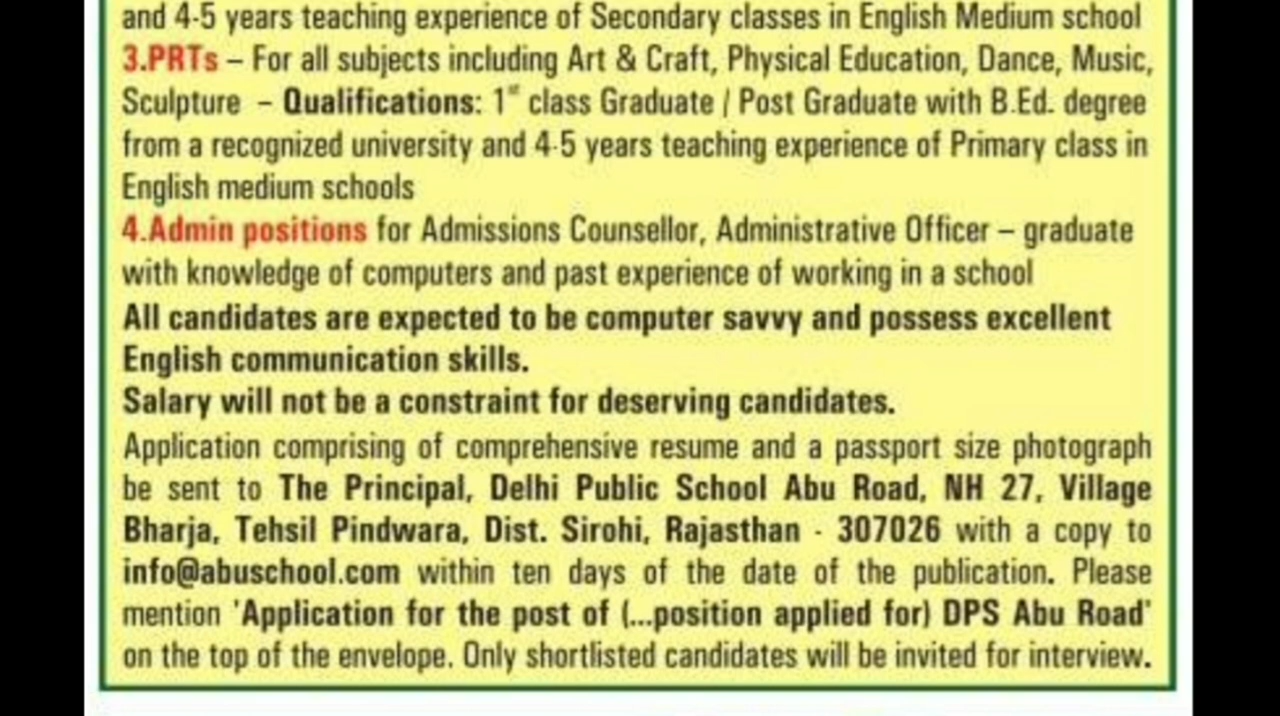 and 4-5 years teaching experience of Secondary classes in English Medium school
3.PRTs – For all subjects including Art & Craft, Physical Education, Dance, Music,
Sculpture – Qualifications: 1st class Graduate / Post Graduate with B.Ed. degree
from a recognized university and 4-5 years teaching experience of Primary class in
English medium schools
4.Admin positions for Admissions Counsellor, Administrative Officer – graduate
with knowledge of computers and past experience of working in a school
All candidates are expected to be computer savvy and possess excellent
English communication skills.
Salary will not be a constraint for deserving candidates.
Application comprising of comprehensive resume and a passport size photograph
be sent to The Principal, Delhi Public School Abu Road, NH 27, Village
Bharja, Tehsil Pindwara, Dist. Sirohi, Rajasthan - 307026 with a copy to
info@abuschool.com within ten days of the date of the publication. Please
mention 'Application for the post of (...position applied for) DPS Abu Road'
on the top of the envelope. Only shortlisted candidates will be invited for interview.